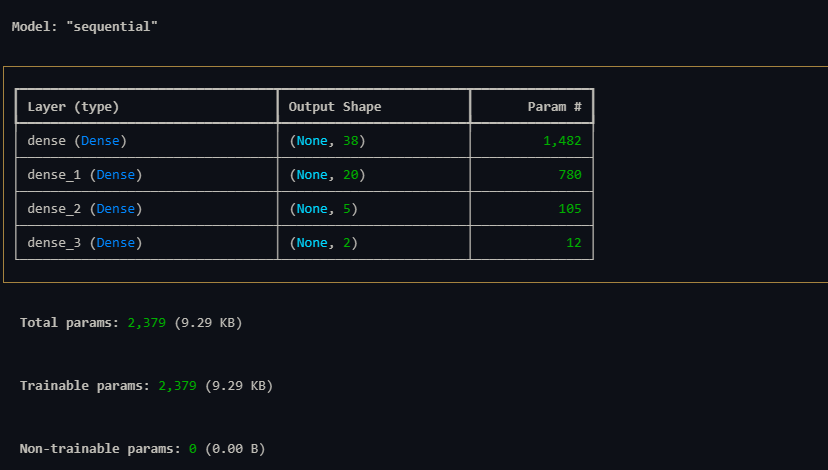 Model: "sequential"
Layer (type) Output Shape Param #
dense (Dense) (None, 38) 1,482
dense_1 (Dense) (None, 20) 780
dense_2 (Dense) (None, 5) 105
dense_3 (Dense) (None, 2) 12
Total params: 2,379 (9.29 KB)
Trainable params: 2,379 (9.29 KB)
Non-trainable params: 0 (0.00 B)